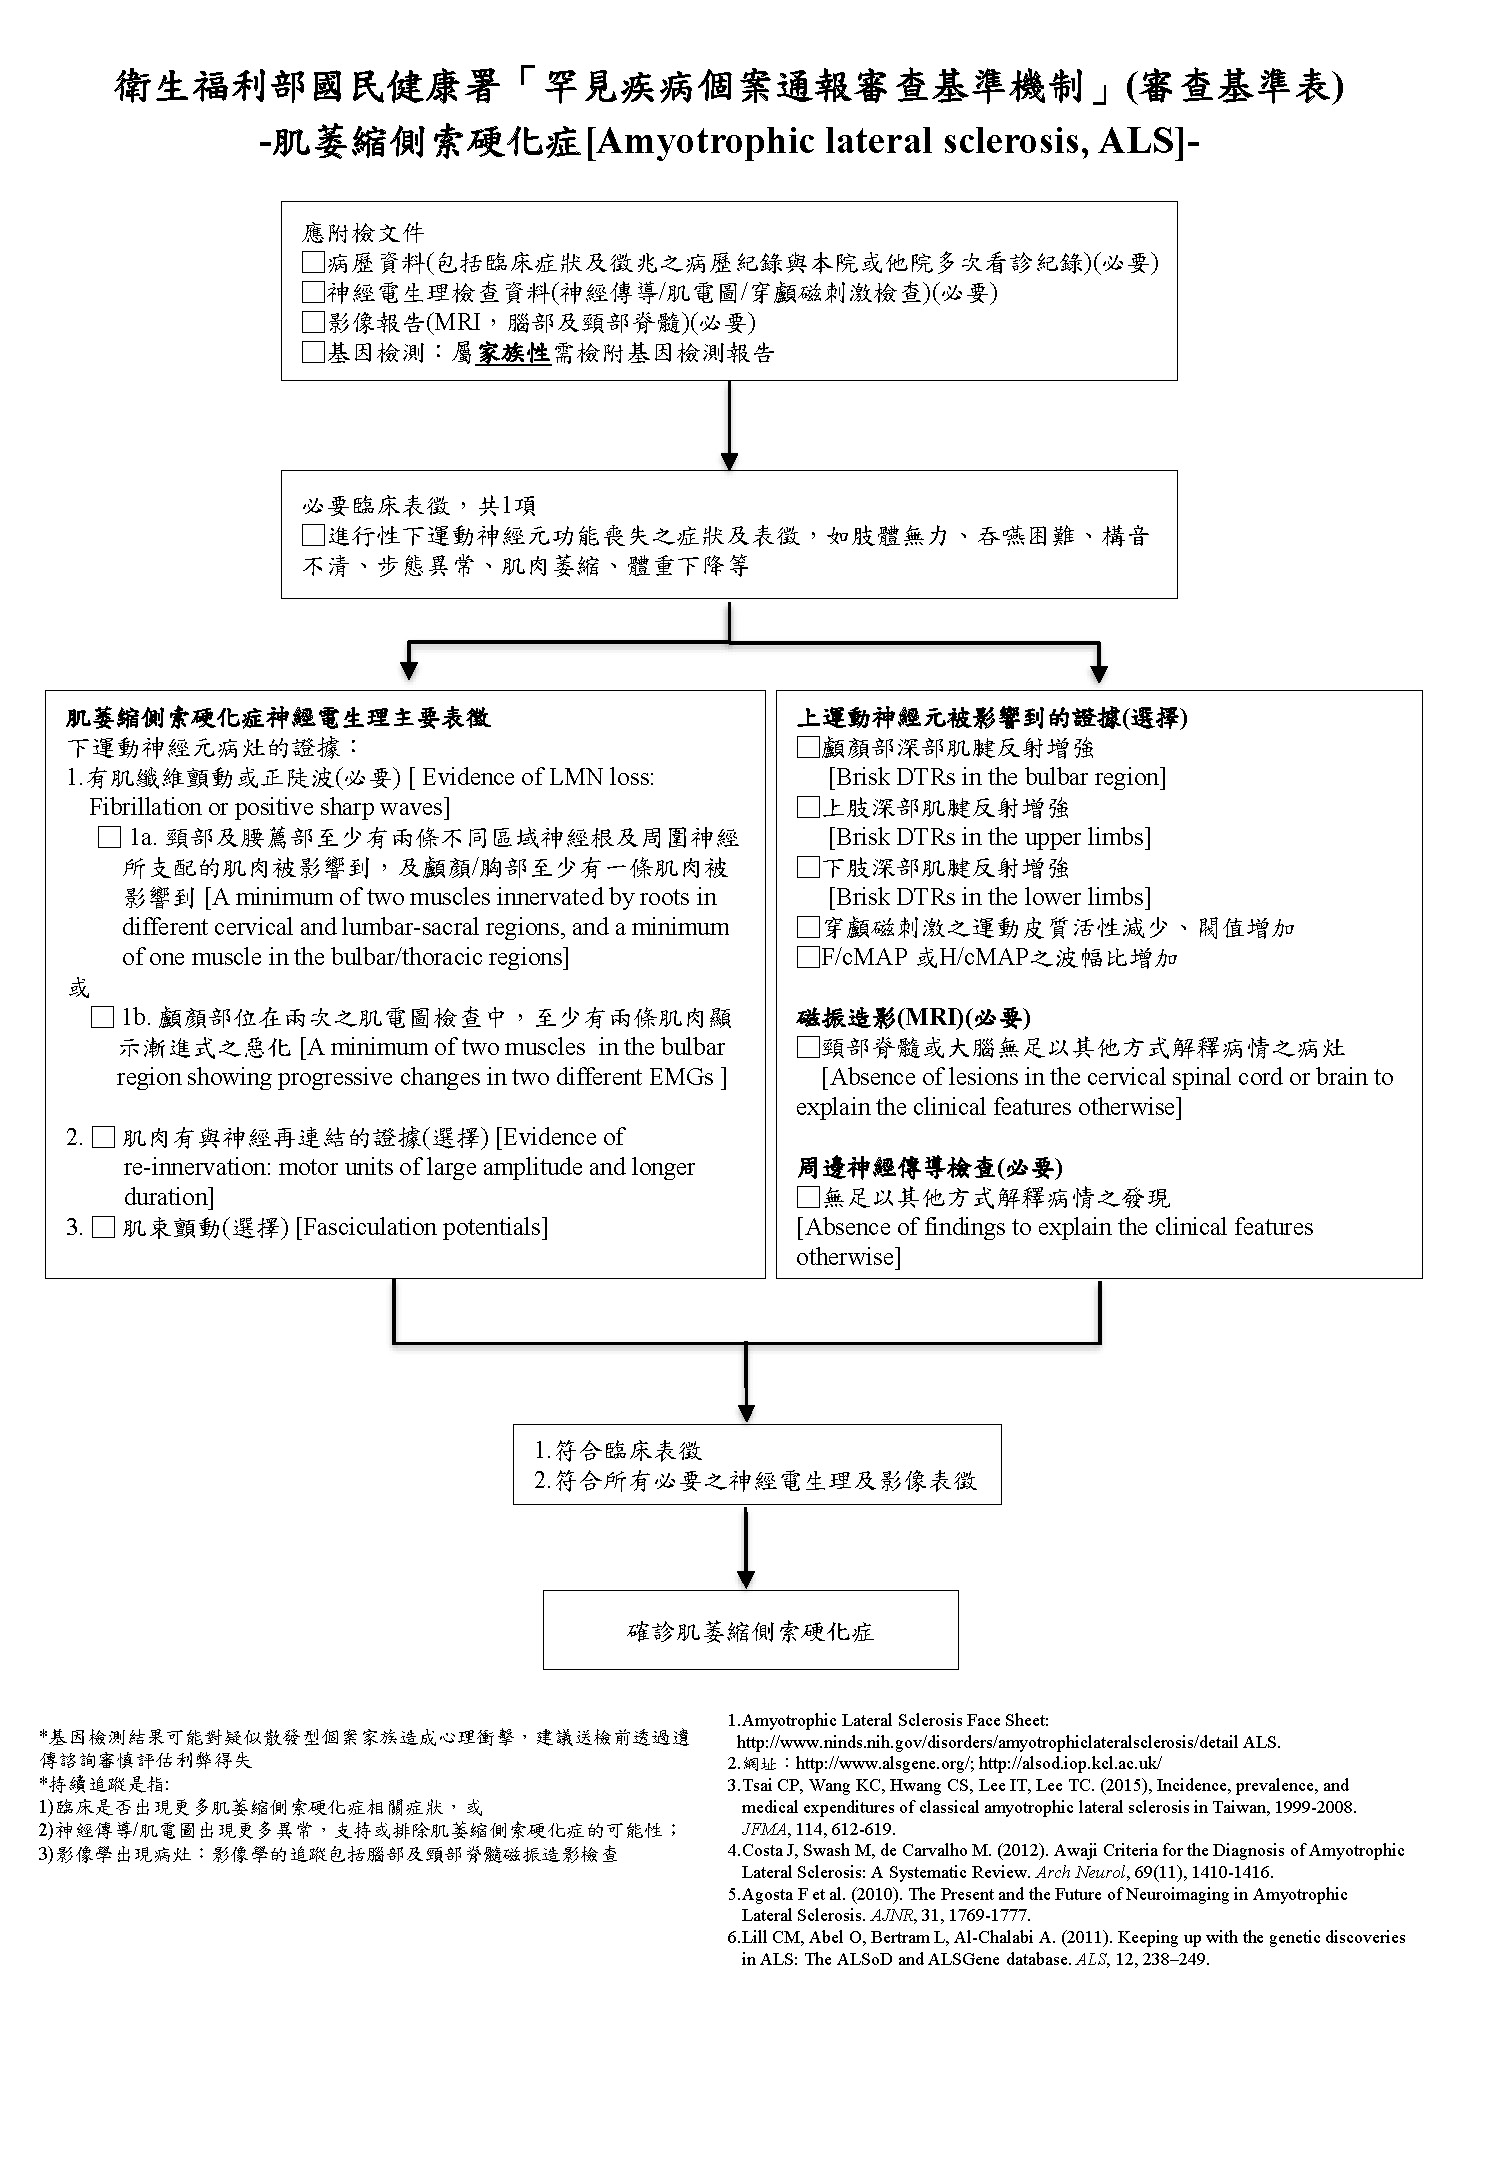 衛生福利部國民健康署「罕見疾病個案通報審查基準機制」(審查基準表)
-肌萎縮側索硬化症[Amyotrophic lateral sclerosis, ALS]-
應附檢文件
□病歷資料(包括臨床症狀及徵兆之病歷紀錄與本院或他院多次看診紀錄)(必要)
□神經電生理檢查資料(神經傳導/肌電圖/穿顱磁刺激檢查)(必要)
□影像報告(MRI，腦部及頸部脊髓)(必要)
□基因檢測：屬家族性需檢附基因檢測報告
必要臨床表徵，共1項
□進行性下運動神經元功能喪失之症狀及表徵，如肢體無力、吞嚥困難、構音
不清、步態異常、肌肉萎縮、體重下降等
肌萎縮側索硬化症神經電生理主要表徵
下運動神經元病灶的證據：
1.有肌纖維顫動或正陡波(必要) [ Evidence of LMN loss:
Fibrillation or positive sharp waves]
□ 1a. 頸部及腰薦部至少有兩條不同區域神經根及周圍神經
所支配的肌肉被影響到，及顱顏/胸部至少有一條肌肉被
影響到 [A minimum of two muscles innervated by roots in
different cervical and lumbar-sacral regions, and a minimum
of one muscle in the bulbar/thoracic regions]
或
□ 1b. 顱顏部位在兩次之肌電圖檢查中，至少有兩條肌肉顯
示漸進式之惡化 [A minimum of two muscles in the bulbar
region showing progressive changes in two different EMGs ]
2. □ 肌肉有與神經再連結的證據(選擇) [Evidence of
re-innervation: motor units of large amplitude and longer
duration]
3. □ 肌束顫動(選擇) [Fasciculation potentials]
上運動神經元被影響到的證據(選擇)
□顱顏部深部肌腱反射增強
[Brisk DTRs in the bulbar region]
□上肢深部肌腱反射增強
[Brisk DTRs in the upper limbs]
□下肢深部肌腱反射增強
[Brisk DTRs in the lower limbs]
□穿顱磁刺激之運動皮質活性減少、閾值增加
□F/cMAP 或H/cMAP之波幅比增加
磁振造影(MRI)(必要)
□頸部脊髓或大腦無足以其他方式解釋病情之病灶
[Absence of lesions in the cervical spinal cord or brain to
explain the clinical features otherwise]
周邊神經傳導檢查(必要)
□無足以其他方式解釋病情之發現
[Absence of findings to explain the clinical features
otherwise]
1.符合臨床表徵
2.符合所有必要之神經電生理及影像表徵
確診肌萎縮側索硬化症
*基因檢測結果可能對疑似散發型個案家族造成心理衝擊，建議送檢前透過遺
傳諮詢審慎評估利弊得失
*持續追蹤是指:
1)臨床是否出現更多肌萎縮側索硬化症相關症狀，或
2)神經傳導/肌電圖出現更多異常，支持或排除肌萎縮側索硬化症的可能性；
3)影像學出現病灶：影像學的追蹤包括腦部及頸部脊髓磁振造影檢查
1.Amyotrophic Lateral Sclerosis Face Sheet:
http://www.ninds.nih.gov/disorders/amyotrophiclateralsclerosis/detail ALS.
2.網址：http://www.alsgene.org/; http://alsod.iop.kcl.ac.uk/
3.Tsai CP, Wang KC, Hwang CS, Lee IT, Lee TC. (2015), Incidence, prevalence, and
medical expenditures of classical amyotrophic lateral sclerosis in Taiwan, 1999-2008.
JFMA, 114, 612-619.
4.Costa J, Swash M, de Carvalho M. (2012). Awaji Criteria for the Diagnosis of Amyotrophic
Lateral Sclerosis: A Systematic Review. Arch Neurol, 69(11), 1410-1416.
5.Agosta F et al. (2010). The Present and the Future of Neuroimaging in Amyotrophic
Lateral Sclerosis. AJNR, 31, 1769-1777.
6.Lill CM, Abel O, Bertram L, Al-Chalabi A. (2011). Keeping up with the genetic discoveries
in ALS: The ALSoD and ALSGene database. ALS, 12, 238–249.